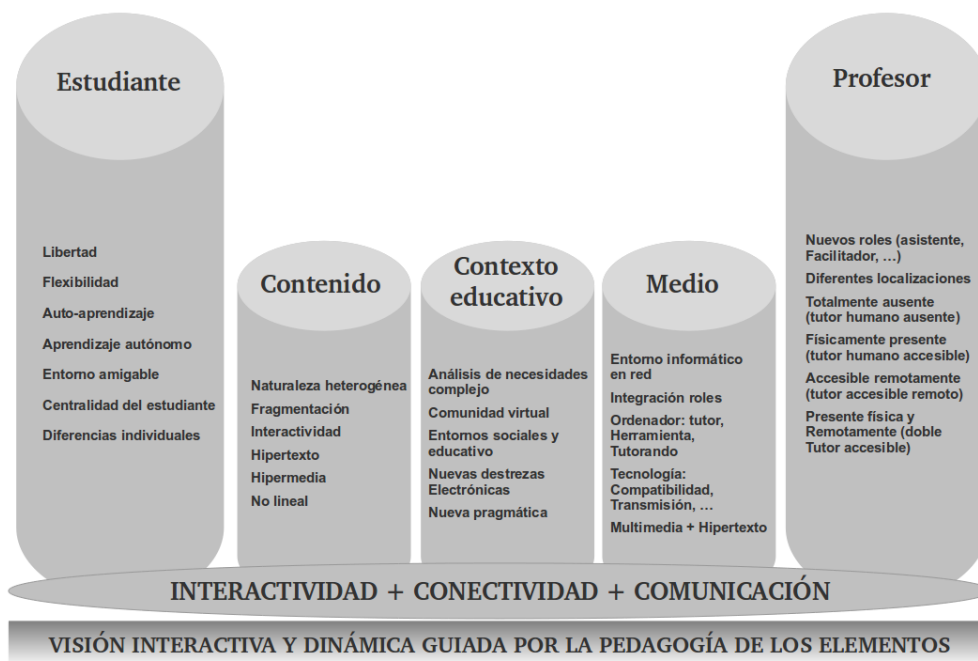 Estudiante
Libertad
Flexibilidad
Auto-aprendizaje
Aprendizaje autónomo
Entorno amigable
Centralidad del estudiante
Diferencias individuales
Contenido
Naturaleza heterogénea
Fragmentación
Interactividad
Hipertexto
Hipermedia
No lineal
Contexto
educativo
Análisis de necesidades
complejo
Comunidad virtual
Entornos sociales y
educativo
Nuevas destrezas
Electrónicas
Nueva pragmática
Medio
Entorno informático
en red
Integración roles
Ordenador: tutor,
Herramienta,
Tutorando
Tecnología:
Compatibilidad,
Transmisión, ...
Multimedia + Hipertexto
Profesor
Nuevos roles (asistente,
Facilitador, ...)
Diferentes localizaciones
Totalmente ausente
(tutor humano ausente)
Físicamente presente
(tutor humano accesible)
Accesible remotamente
(tutor accesible remoto)
Presente física y
Remotamente (doble
Tutor accesible)
INTERACTIVIDAD + CONECTIVIDAD + COMUNICACIÓN
VISIÓN INTERACTIVA Y DINÁMICA GUIADA POR LA PEDAGOGÍA DE LOS ELEMENTOS